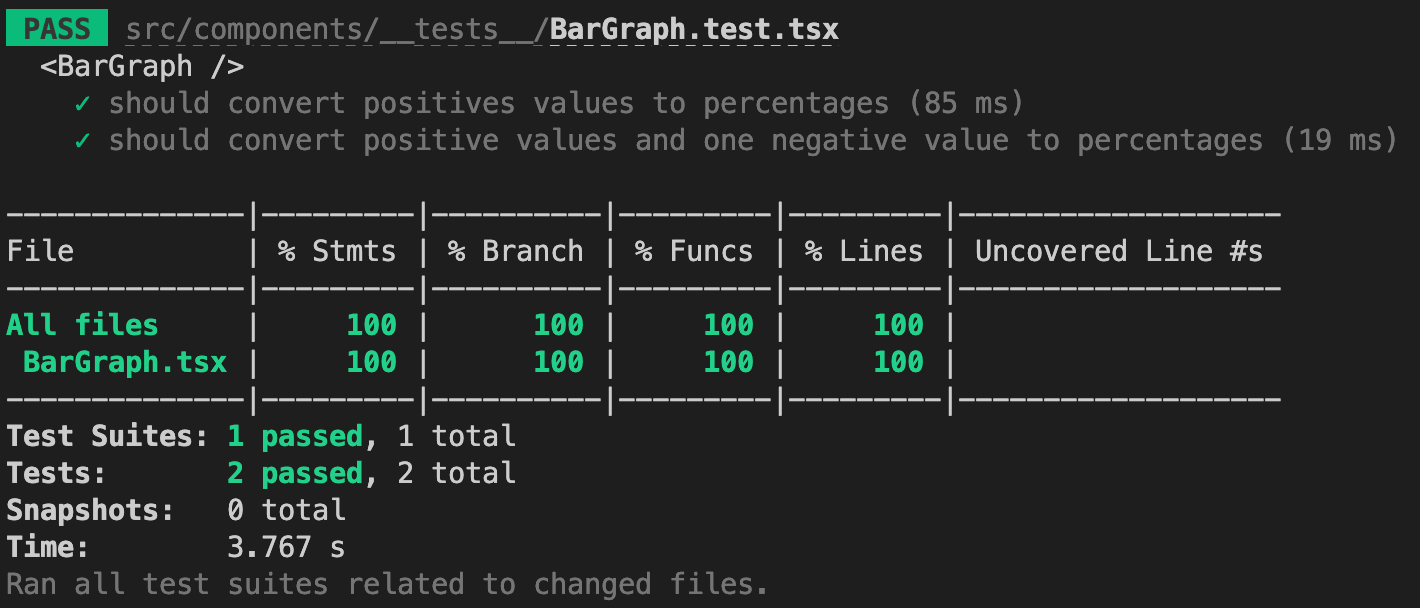 PASS src/components/__tests__/BarGraph.test.tsx
<BarGraph />
✓ should convert positives values to percentages (85 ms)
✓ should convert positive values and one negative value to percentages (19 ms)
--------------|---------|----------|---------|---------|-------------------
File | % Stmts | % Branch | % Funcs | % Lines | Uncovered Line #s
--------------|---------|----------|---------|---------|-------------------
All files | 100 | 100 | 100 | 100 |
BarGraph.tsx | 100 | 100 | 100 | 100 |
--------------|---------|----------|---------|---------|-------------------
Test Suites: 1 passed, 1 total
Tests: 2 passed, 2 total
Snapshots: 0 total
Time: 3.767 s
Ran all test suites related to changed files.